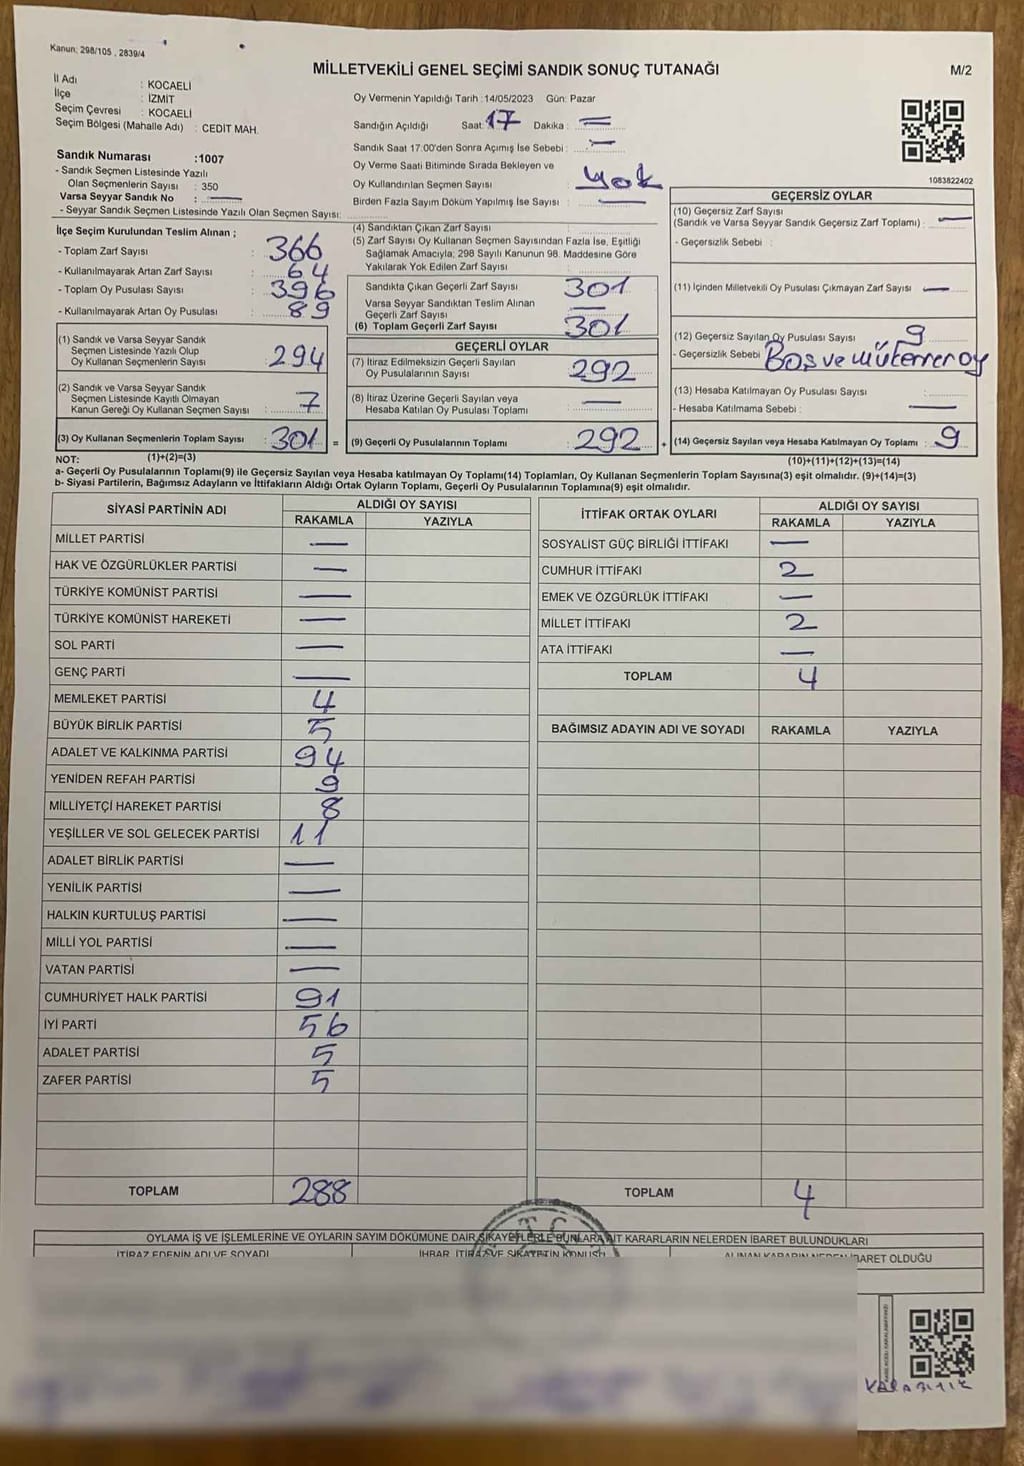 Kanun: 298/105 , 2839/4
MİLLETVEKİLİ GENEL SEÇİMİ SANDIK SONUÇ TUTANAĞI
M/2
İl Adı : KOCAELİ
İlçe : İZMİT
Seçim Çevresi : KOCAELİ
Seçim Bölgesi (Mahalle Adı) : CEDİT MAH.
Sandık Numarası :1007
- Sandık Seçmen Listesinde Yazılı
Olan Seçmenlerin Sayısı : 350
Varsa Seyyar Sandık No : —
- Seyyar Sandık Seçmen Listesinde Yazılı Olan Seçmen Sayısı:
Oy Vermenin Yapıldığı Tarih :14/05/2023 Gün: Pazar
Sandığın Açıldığı Saat: 17 Dakika : =
Sandık Saat 17:00'den Sonra Açımış İse Sebebi : —
Oy Verme Saati Bitiminde Sırada Bekleyen ve
Oy Kullandırılan Seçmen Sayısı : Yok
Birden Fazla Sayım Döküm Yapılmış İse Sayısı : —
1083822402
İlçe Seçim Kurulundan Teslim Alınan ;
- Toplam Zarf Sayısı : 366
- Kullanılmayarak Artan Zarf Sayısı : 64
- Toplam Oy Pusulası Sayısı : 396
- Kullanılmayarak Artan Oy Pusulası : 89
(1) Sandık ve Varsa Seyyar Sandık
Seçmen Listesinde Yazılı Olup
Oy Kullanan Seçmenlerin Sayısı : 294
(2) Sandık ve Varsa Seyyar Sandık
Seçmen Listesinde Kayıtlı Olmayan
Kanun Gereği Oy Kullanan Seçmen Sayısı : 7
(3) Oy Kullanan Seçmenlerin Toplam Sayısı : 301 =
(1)+(2)=(3)
(4) Sandıktan Çıkan Zarf Sayısı :
(5) Zarf Sayısı Oy Kullanan Seçmen Sayısından Fazla İse, Eşitliği
Sağlamak Amacıyla; 298 Sayılı Kanunun 98. Maddesine Göre
Yakılarak Yok Edilen Zarf Sayısı :
Sandıkta Çıkan Geçerli Zarf Sayısı : 301
Varsa Seyyar Sandıktan Teslim Alınan
Geçerli Zarf Sayısı : —
(6) Toplam Geçerli Zarf Sayısı : 301
GEÇERLİ OYLAR
(7) İtiraz Edilmeksizin Geçerli Sayılan
Oy Pusulalarının Sayısı : 292
(8) İtiraz Üzerine Geçerli Sayılan veya
Hesaba Katılan Oy Pusulası Toplamı : —
(9) Geçerli Oy Pusulalarının Toplamı : 292 +
GEÇERSİZ OYLAR
(10) Geçersiz Zarf Sayısı
(Sandık ve Varsa Seyyar Sandık Geçersiz Zarf Toplamı) : —
- Geçersizlik Sebebi :
(11) İçinden Milletvekili Oy Pusulası Çıkmayan Zarf Sayısı : —
(12) Geçersiz Sayılan Oy Pusulası Sayısı : 9
- Geçersizlik Sebebi : Boş ve mükerrer oy
(13) Hesaba Katılmayan Oy Pusulası Sayısı :
- Hesaba Katılmama Sebebi : —
(14) Geçersiz Sayılan veya Hesaba Katılmayan Oy Toplamı : 9
(10)+(11)+(12)+(13)=(14)
NOT:
a- Geçerli Oy Pusulalarının Toplamı(9) ile Geçersiz Sayılan veya Hesaba katılmayan Oy Toplamı(14) Toplamları, Oy Kullanan Seçmenlerin Toplam Sayısına(3) eşit olmalıdır. (9)+(14)=(3)
b- Siyasi Partilerin, Bağımsız Adayların ve İttifakların Aldığı Ortak Oyların Toplamı, Geçerli Oy Pusulalarının Toplamına(9) eşit olmalıdır.
SİYASİ PARTİNİN ADI ALDIĞI OY SAYISI
RAKAMLA YAZIYLA
MİLLET PARTİSİ —
HAK VE ÖZGÜRLÜKLER PARTİSİ —
TÜRKİYE KOMÜNİST PARTİSİ —
TÜRKİYE KOMÜNİST HAREKETİ —
SOL PARTİ —
GENÇ PARTİ —
MEMLEKET PARTİSİ 4
BÜYÜK BİRLİK PARTİSİ 5
ADALET VE KALKINMA PARTİSİ 94
YENİDEN REFAH PARTİSİ 9
MİLLİYETÇİ HAREKET PARTİSİ 8
YEŞİLLER VE SOL GELECEK PARTİSİ 11
ADALET BİRLİK PARTİSİ —
YENİLİK PARTİSİ —
HALKIN KURTULUŞ PARTİSİ —
MİLLİ YOL PARTİSİ —
VATAN PARTİSİ —
CUMHURİYET HALK PARTİSİ 91
İYİ PARTİ 56
ADALET PARTİSİ 5
ZAFER PARTİSİ 5
TOPLAM 288
İTTİFAK ORTAK OYLARI ALDIĞI OY SAYISI
RAKAMLA YAZIYLA
SOSYALİST GÜÇ BİRLİĞİ İTTİFAKI —
CUMHUR İTTİFAKI 2
EMEK VE ÖZGÜRLÜK İTTİFAKI —
MİLLET İTTİFAKI 2
ATA İTTİFAKI —
TOPLAM 4
BAĞIMSIZ ADAYIN ADI VE SOYADI RAKAMLA YAZIYLA
TOPLAM 4
T.C.
OYLAMA İŞ VE İŞLEMLERİNE VE OYLARIN SAYIM DÖKÜMÜNE DAİR ŞİKAYETLERLE BUNLARA AİT KARARLARIN NELERDEN İBARET BULUNDUKLARI
İTİRAZ EDENİN ADI VE SOYADI
İHBAR, İTİRAZ VE ŞİKAYETİN KONUSU
ALINAN KARARIN NEDEN İBARET OLDUĞU